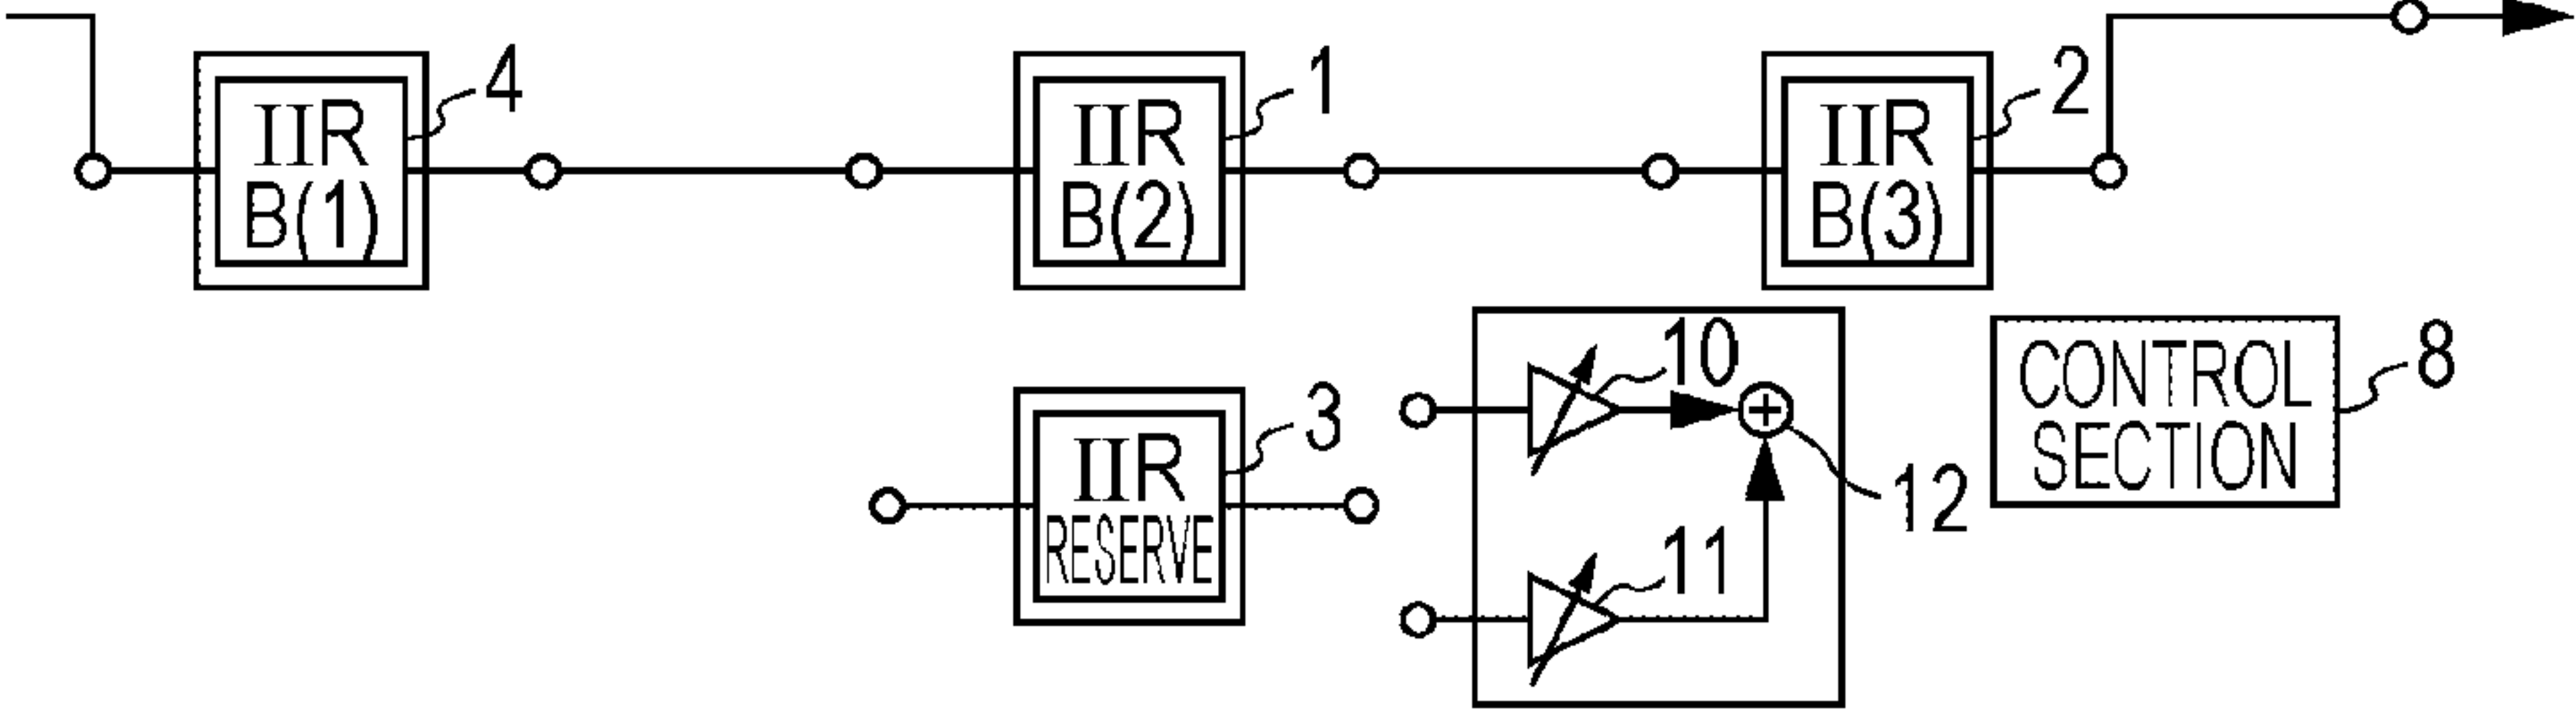 IIR
B(1)
4
IIR
B(2)
1
IIR
B(3)
2
IIR
RESERVE
3
10
11
12
CONTROL
SECTION
8